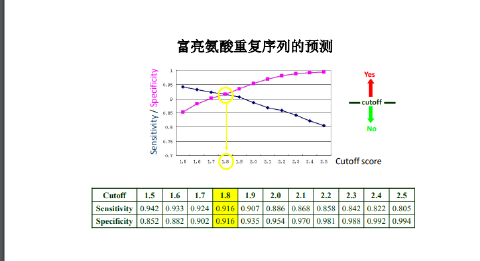 富亮氨酸重复序列的预测
Sensitivity / Specificity
1
0.95
0.9
0.85
0.8
0.75
0.7
1.5 1.6 1.7 1.8 1.9 2.0 2.1 2.2 2.3 2.4 2.5
Cutoff score
Yes
cutoff
No
Cutoff 1.5 1.6 1.7 1.8 1.9 2.0 2.1 2.2 2.3 2.4 2.5
Sensitivity 0.942 0.933 0.924 0.916 0.907 0.886 0.868 0.858 0.842 0.822 0.805
Specificity 0.852 0.882 0.902 0.916 0.935 0.954 0.970 0.981 0.988 0.992 0.994